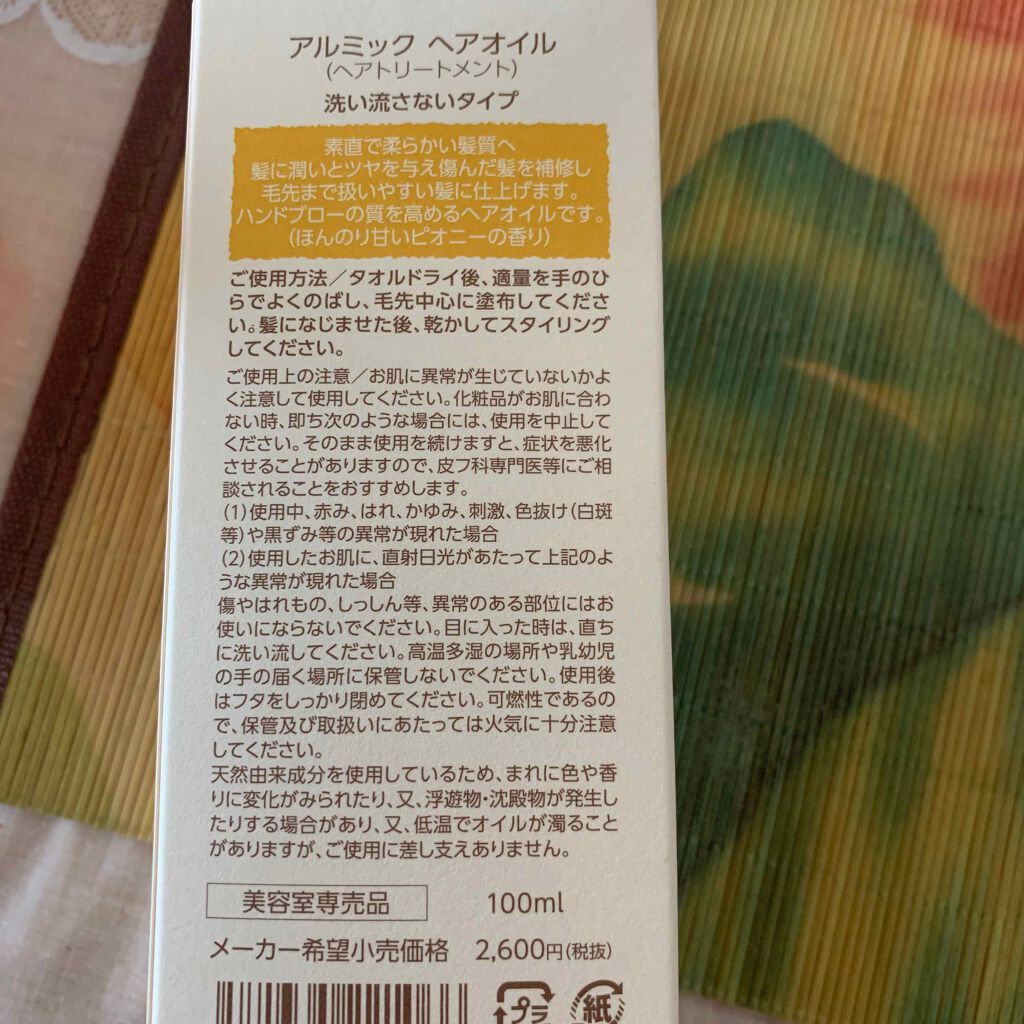 アルミック ヘアオイル
(ヘアトリートメント)
洗い流さないタイプ
素直で柔らかい髪質へ
髪に潤いとツヤを与え傷んだ髪を補修し
毛先まで扱いやすい髪に仕上げます。
ハンドブローの質を高めるヘアオイルです。
(ほんのり甘いピオニーの香り)
ご使用方法／タオルドライ後、適量を手のひ
らでよくのばし、毛先中心に塗布してくださ
い。髪になじませた後、乾かしてスタイリング
してください。
ご使用上の注意／お肌に異常が生じていないかよ
く注意して使用してください。化粧品がお肌に合わ
ない時、即ち次のような場合には、使用を中止して
ください。そのまま使用を続けますと、症状を悪化
させることがありますので、皮フ科専門医等にご相
談されることをおすすめします。
(1)使用中、赤み、はれ、かゆみ、刺激、色抜け(白斑
等)や黒ずみ等の異常が現れた場合
(2)使用したお肌に、直射日光があたって上記のよ
うな異常が現れた場合
傷やはれもの、しっしん等、異常のある部位にはお
使いにならないでください。目に入った時は、直ち
に洗い流してください。高温多湿の場所や乳幼児
の手の届く場所に保管しないでください。使用後
はフタをしっかり閉めてください。可燃性であるの
で、保管及び取扱いにあたっては火気に十分注意
してください。
天然由来成分を使用しているため、まれに色や香
りに変化がみられたり、又、浮遊物・沈殿物が発生し
たりする場合があり、又、低温でオイルが濁ること
がありますが、ご使用に差し支えありません。
美容室専売品 100ml
メーカー希望小売価格 2,600円(税抜)
プラ 紙